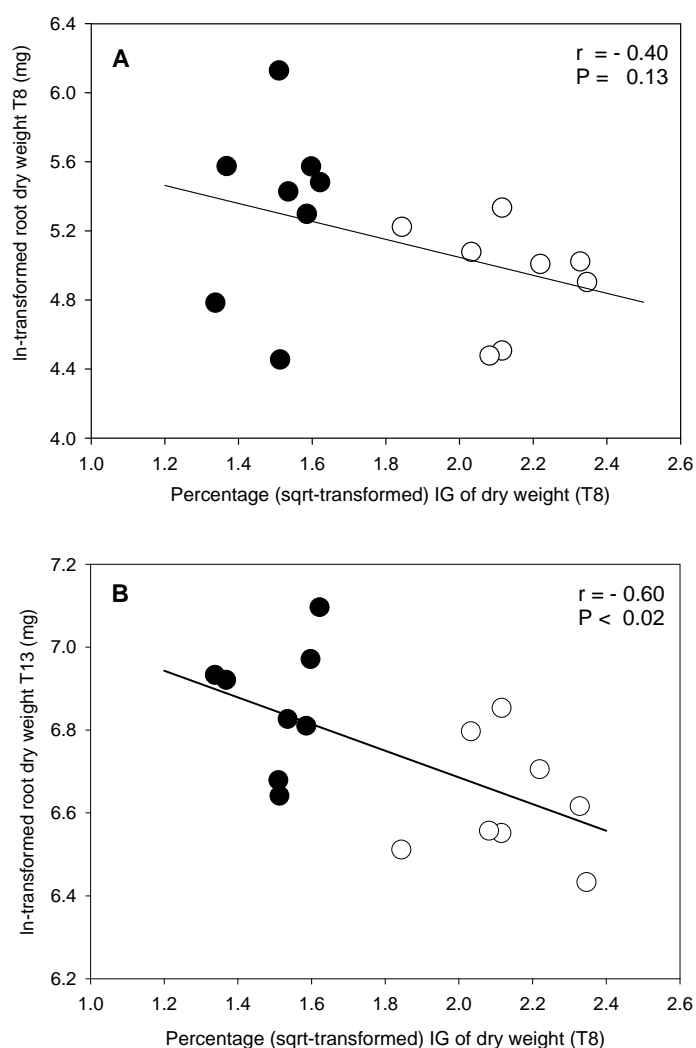 A
r = - 0.40
P = 0.13
ln-transformed root dry weight T8 (mg)
6.4
6.0
5.6
5.2
4.8
4.4
4.0
1.0 1.2 1.4 1.6 1.8 2.0 2.2 2.4 2.6
Percentage (sqrt-transformed) IG of dry weight (T8)
B
r = - 0.60
P < 0.02
ln-transformed root dry weight T13 (mg)
7.2
7.0
6.8
6.6
6.4
6.2
1.0 1.2 1.4 1.6 1.8 2.0 2.2 2.4 2.6
Percentage (sqrt-transformed) IG of dry weight (T8)